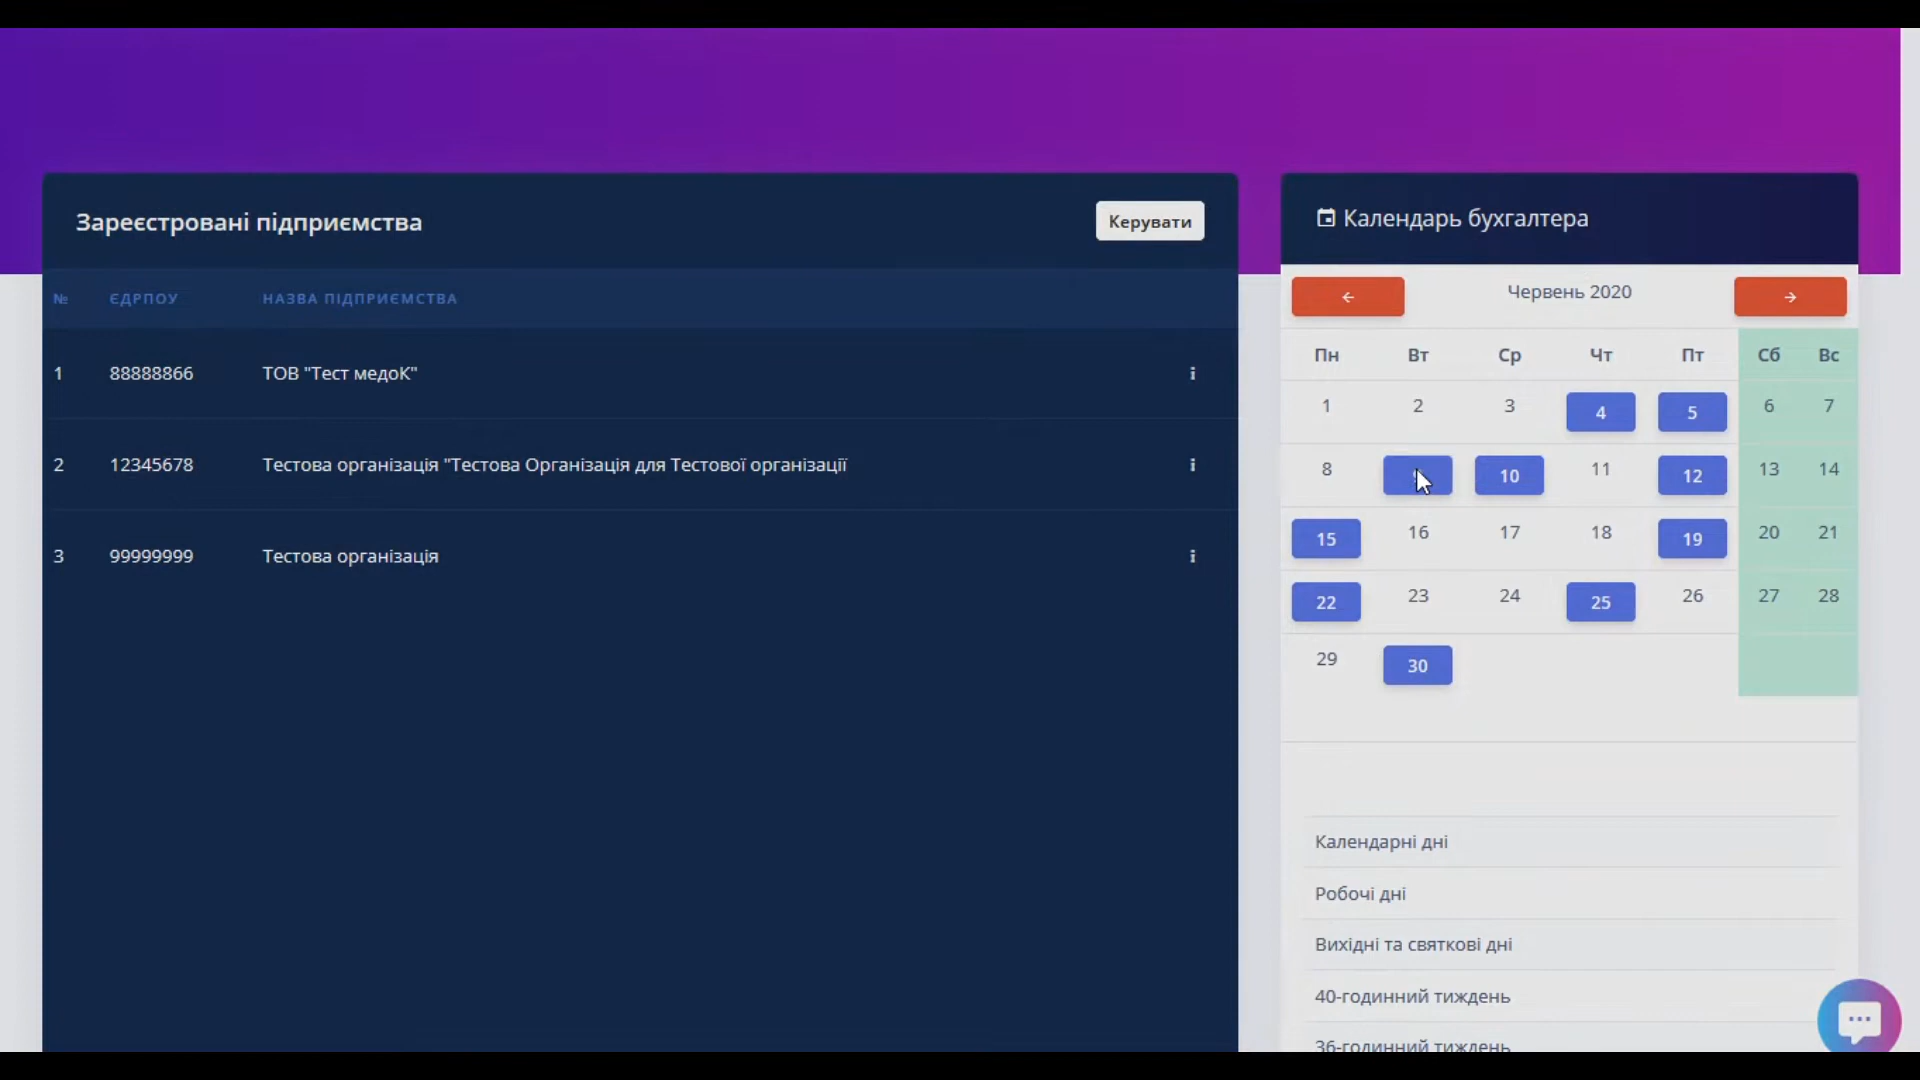 Зареєстровані підприємства
Керувати
№ ЄДРПОУ НАЗВА ПІДПРИЄМСТВА
1 88888866 ТОВ "Тест медоК"
2 12345678 Тестова організація "Тестова Організація для Тестової організації
3 99999999 Тестова організація
Календарь бухгалтера
Червень 2020
Пн Вт Ср Чт Пт Сб Вс
1 2 3 4 5 6 7
8 10 11 12 13 14
15 16 17 18 19 20 21
22 23 24 25 26 27 28
29 30
Календарні дні
Робочі дні
Вихідні та святкові дні
40-годинний тиждень
36-годинний тиждень